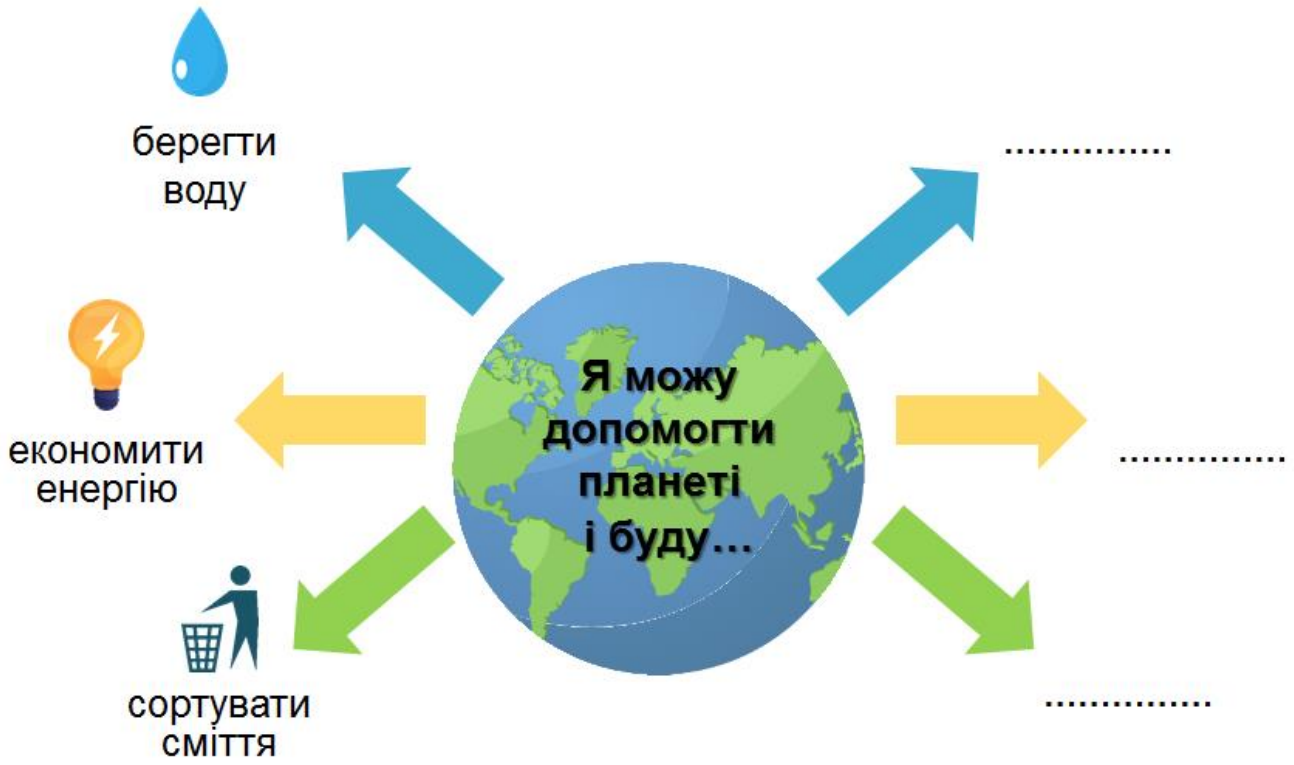 берегти
воду
...............
економити
енергію
Я можу
допомогти
планеті
і буду...
...............
сортувати
сміття
...............